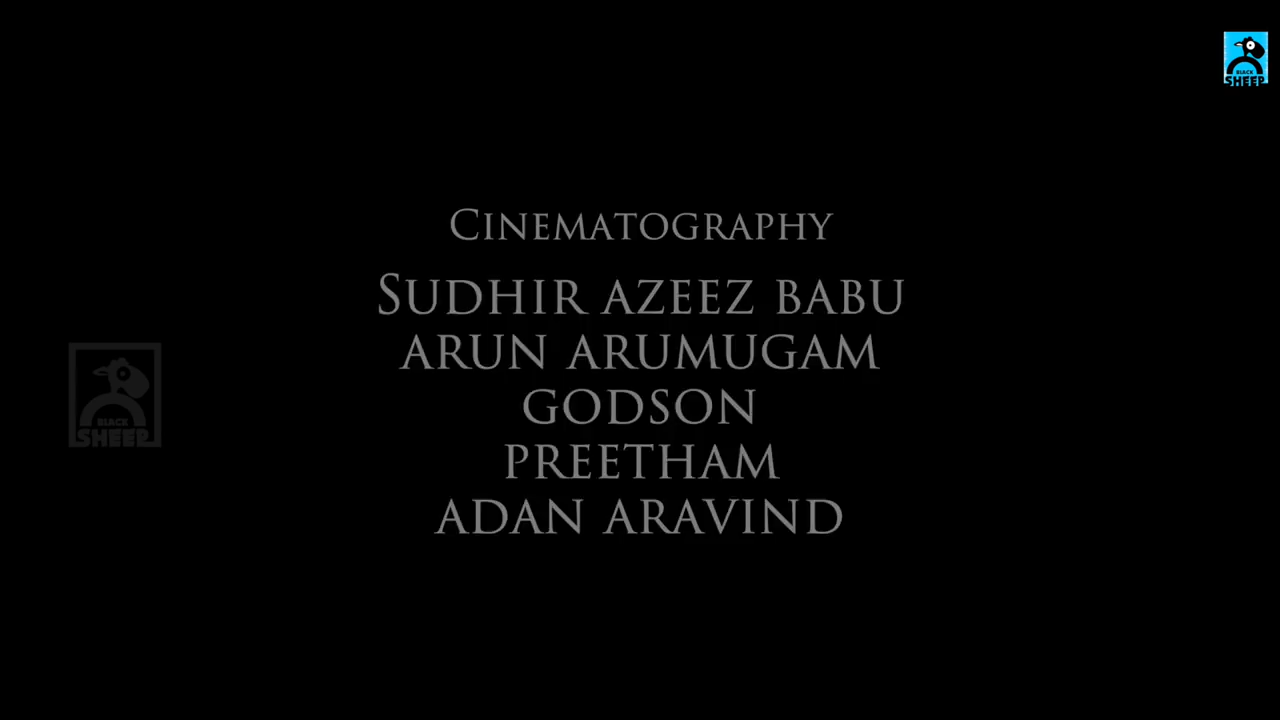 BLACK
SHEEP
CINEMATOGRAPHY
SUDHIR AZEEZ BABU
ARUN ARUMUGAM
GODSON
PREETHAM
ADAN ARAVIND
BLACK
SHEEP